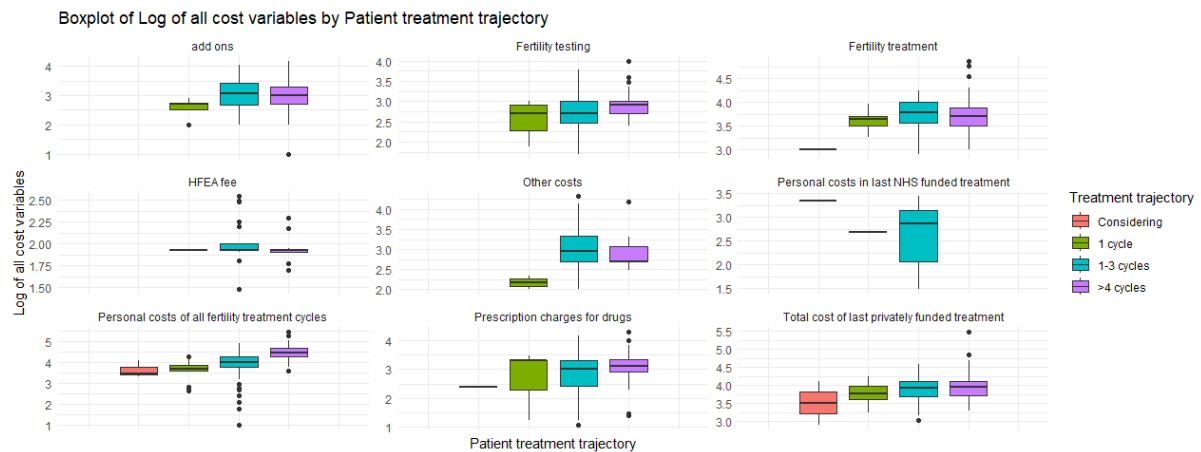 Boxplot of Log of all cost variables by Patient treatment trajectory
add ons
Fertility testing
Fertility treatment
4
3
2
1
4.0
3.5
3.0
2.5
2.0
4.5
4.0
3.5
3.0
HFEA fee
Other costs
Personal costs in last NHS funded treatment
2.50
2.25
2.00
1.75
1.50
4.0
3.5
3.0
2.5
2.0
3.5
3.0
2.5
2.0
1.5
Personal costs of all fertility treatment cycles
Prescription charges for drugs
Total cost of last privately funded treatment
5
4
3
2
1
4
3
2
1
5.5
5.0
4.5
4.0
3.5
3.0
Log of all cost variables
Patient treatment trajectory
Treatment trajectory
Considering
1 cycle
1-3 cycles
>4 cycles